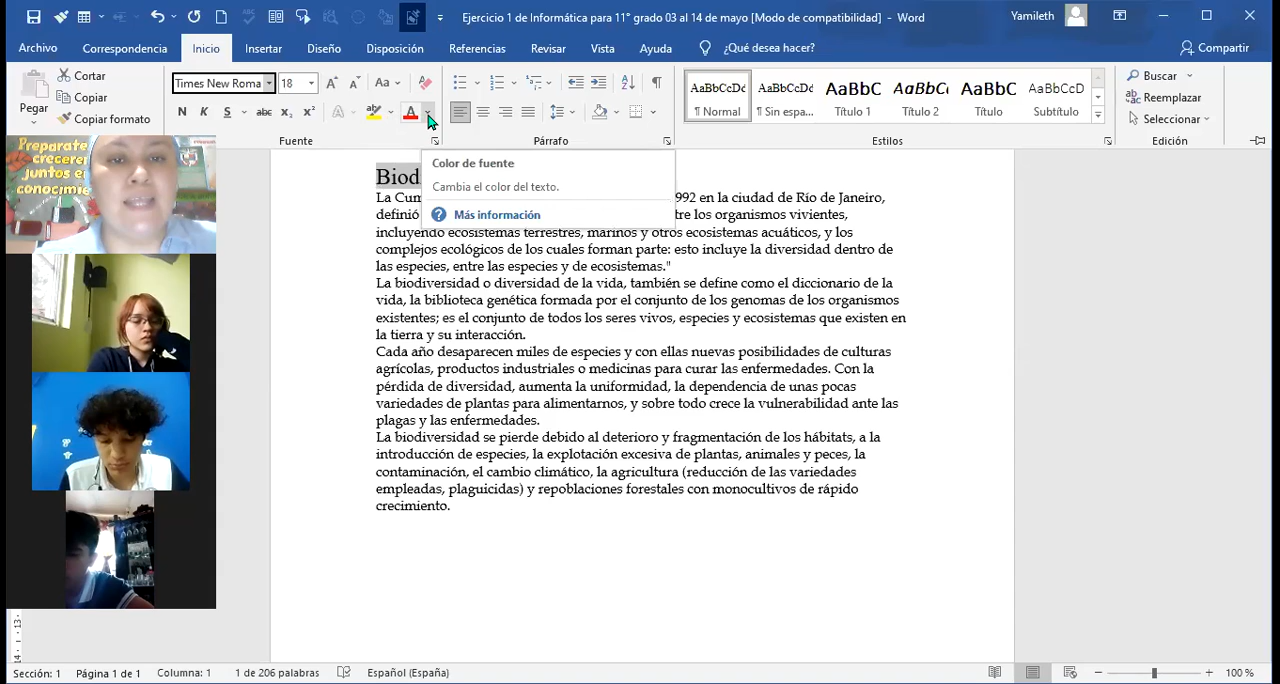 Ejercicio 1 de Informática para 11° grado 03 al 14 de mayo [Modo de compatibilidad] - Word
Yamileth
Archivo Correspondencia Inicio Insertar Diseño Disposición Referencias Revisar Vista Ayuda ¿Qué desea hacer? Compartir
Pegar
Cortar
Copiar
Copiar formato
Times New Roma 18
Aa
N K S abc x₂ x²
Fuente
Párrafo
AaBbCcDd AaBbCcDd AaBbC AaBbCc AaBbC AaBbCcD
¶ Normal ¶ Sin espa... Título 1 Título 2 Título Subtítulo
Estilos
Buscar
Reemplazar
Seleccionar
Edición
Preparate
crecerer
juntos e
conocimie
Color de fuente
Cambia el color del texto.
Más información
Biod
La Cum 992 en la ciudad de Río de Janeiro,
definió tre los organismos vivientes,
incluyendo ecosistemas terrestres, marinos y otros ecosistemas acuáticos, y los
complejos ecológicos de los cuales forman parte: esto incluye la diversidad dentro de
las especies, entre las especies y de ecosistemas."
La biodiversidad o diversidad de la vida, también se define como el diccionario de la
vida, la biblioteca genética formada por el conjunto de los genomas de los organismos
existentes; es el conjunto de todos los seres vivos, especies y ecosistemas que existen en
la tierra y su interacción.
Cada año desaparecen miles de especies y con ellas nuevas posibilidades de culturas
agrícolas, productos industriales o medicinas para curar las enfermedades. Con la
pérdida de diversidad, aumenta la uniformidad, la dependencia de unas pocas
variedades de plantas para alimentarnos, y sobre todo crece la vulnerabilidad ante las
plagas y las enfermedades.
La biodiversidad se pierde debido al deterioro y fragmentación de los hábitats, a la
introducción de especies, la explotación excesiva de plantas, animales y peces, la
contaminación, el cambio climático, la agricultura (reducción de las variedades
empleadas, plaguicidas) y repoblaciones forestales con monocultivos de rápido
crecimiento.
Sección: 1 Página 1 de 1 Columna: 1 1 de 206 palabras Español (España) 100 %